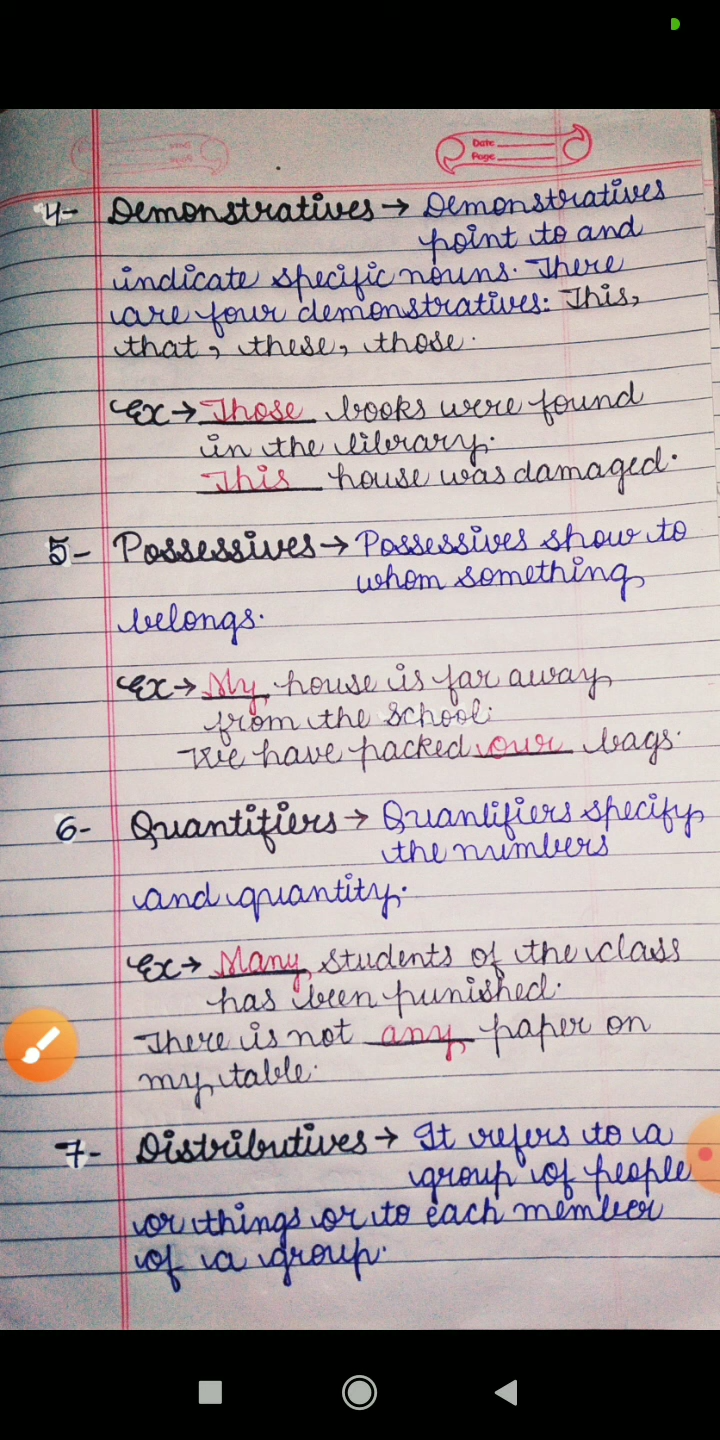 Date
Page
4- Demonstratives → Demonstratives
point to and
indicate specific nouns. There
are four demonstratives: This,
that, these, those.
Ex → Those books were found
in the library.
This house was damaged.
5- Possessives → Possessives show to
whom something
belongs.
Ex → My house is far away
from the school.
We have packed our bags.
6- Quantifiers → Quantifiers specify
the numbers
and quantity.
Ex → Many students of the class
has been punished.
There is not any paper on
my table.
7- Distributives → It refers to a
group of people
or things or to each member
of a group.